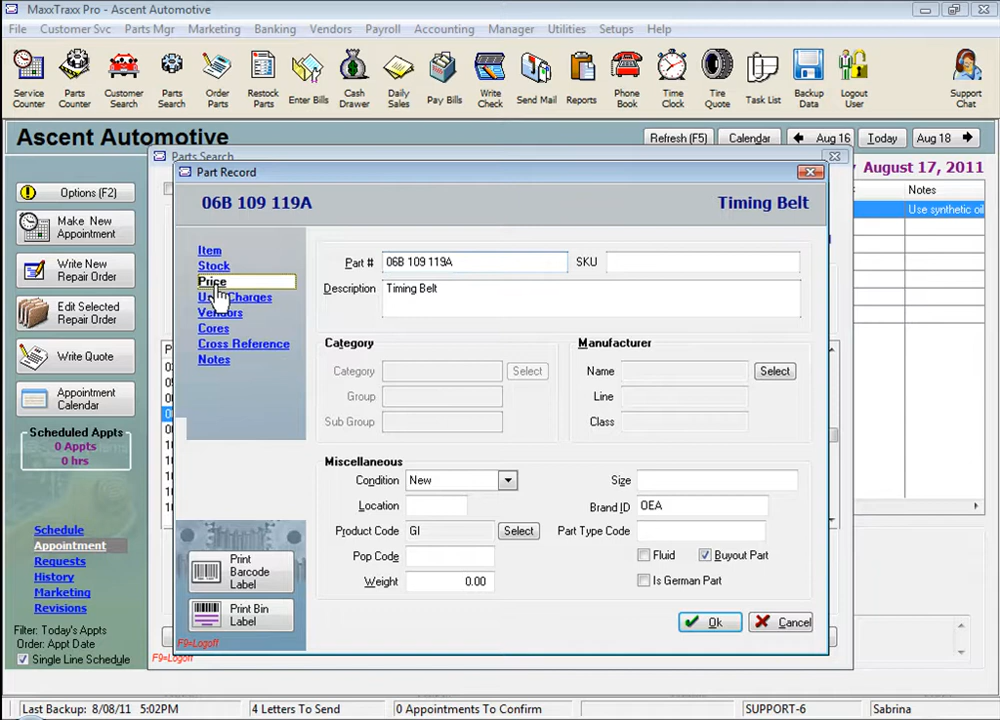 MaxxTraxx Pro - Ascent Automotive
File Customer Svc Parts Mgr Marketing Banking Vendors Payroll Accounting Manager Utilities Setups Help
Service Counter Parts Counter Customer Search Parts Search Order Parts Restock Parts Enter Bills Cash Drawer Daily Sales Pay Bills Write Check Send Mail Reports Phone Book Time Clock Tire Quote Task List Backup Data Logout User Support Chat
Ascent Automotive
Refresh (F5) Calendar Aug 16 Today Aug 18
August 17, 2011
Notes
Use synthetic oil
Options (F2)
Make New Appointment
Write New Repair Order
Edit Selected Repair Order
Write Quote
Appointment Calendar
Scheduled Appts
0 Appts
0 hrs
Schedule
Appointment
Requests
History
Marketing
Revisions
Filter: Today's Appts
Order: Appt Date
Single Line Schedule
Parts Search
F9=Logoff
Part Record
06B 109 119A Timing Belt
Item
Stock
Price
Vendors
Cores
Cross Reference
Notes
Print Barcode Label
Print Bin Label
F9=Logoff
Part # 06B 109 119A SKU
Description Timing Belt
Category Manufacturer
Category Select Name Select
Group Line
Sub Group Class
Miscellaneous
Condition New Size
Location Brand ID OEA
Product Code GI Select Part Type Code
Pop Code Fluid Buyout Part
Weight 0.00 Is German Part
Ok Cancel
Last Backup: 8/08/11 5:02PM 4 Letters To Send 0 Appointments To Confirm SUPPORT-6 Sabrina